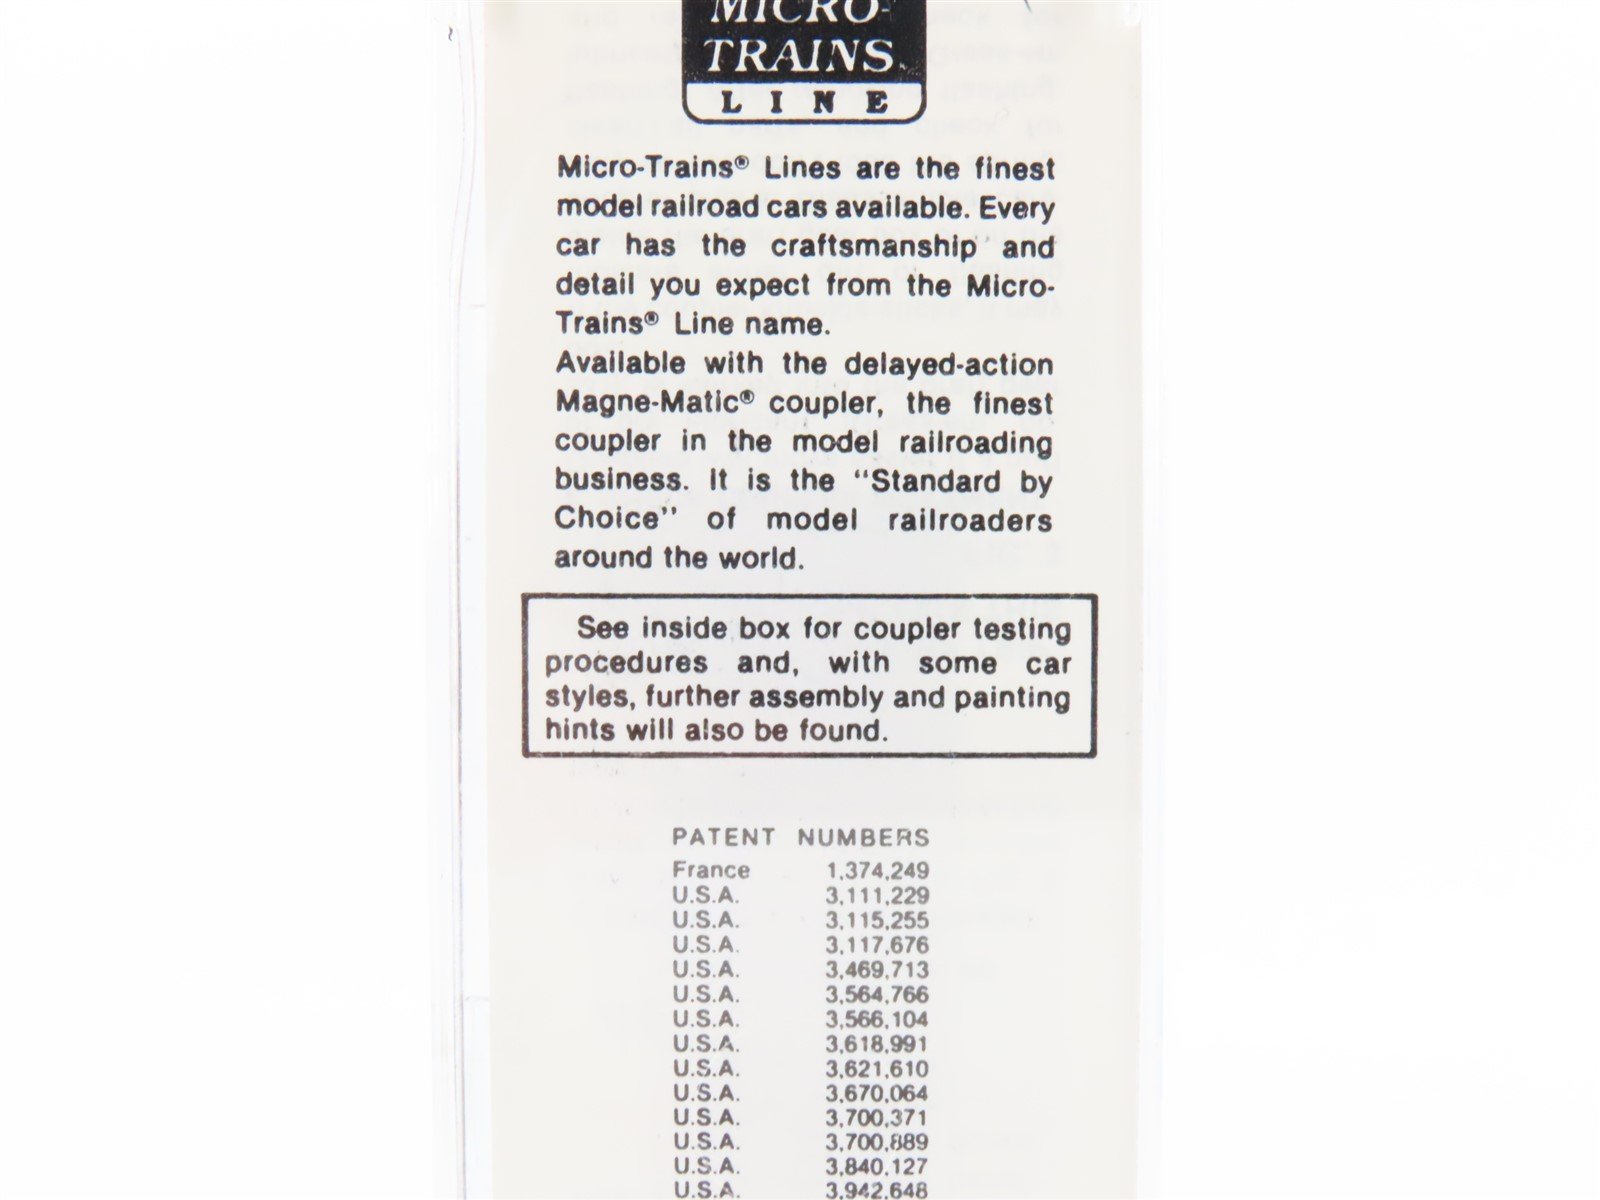 MICRO-
TRAINS
LINE
Micro-Trains® Lines are the finest
model railroad cars available. Every
car has the craftsmanship and
detail you expect from the Micro-
Trains® Line name.
Available with the delayed-action
Magne-Matic® coupler, the finest
coupler in the model railroading
business. It is the "Standard by
Choice" of model railroaders
around the world.
See inside box for coupler testing
procedures and, with some car
styles, further assembly and painting
hints will also be found.
PATENT NUMBERS
France 1,374,249
U.S.A. 3,111,229
U.S.A. 3,115,255
U.S.A. 3,117,676
U.S.A. 3,469,713
U.S.A. 3,564,766
U.S.A. 3,566,104
U.S.A. 3,618,991
U.S.A. 3,621,610
U.S.A. 3,670,064
U.S.A. 3,700,371
U.S.A. 3,700,889
U.S.A. 3,840,127
U.S.A. 3,942,648